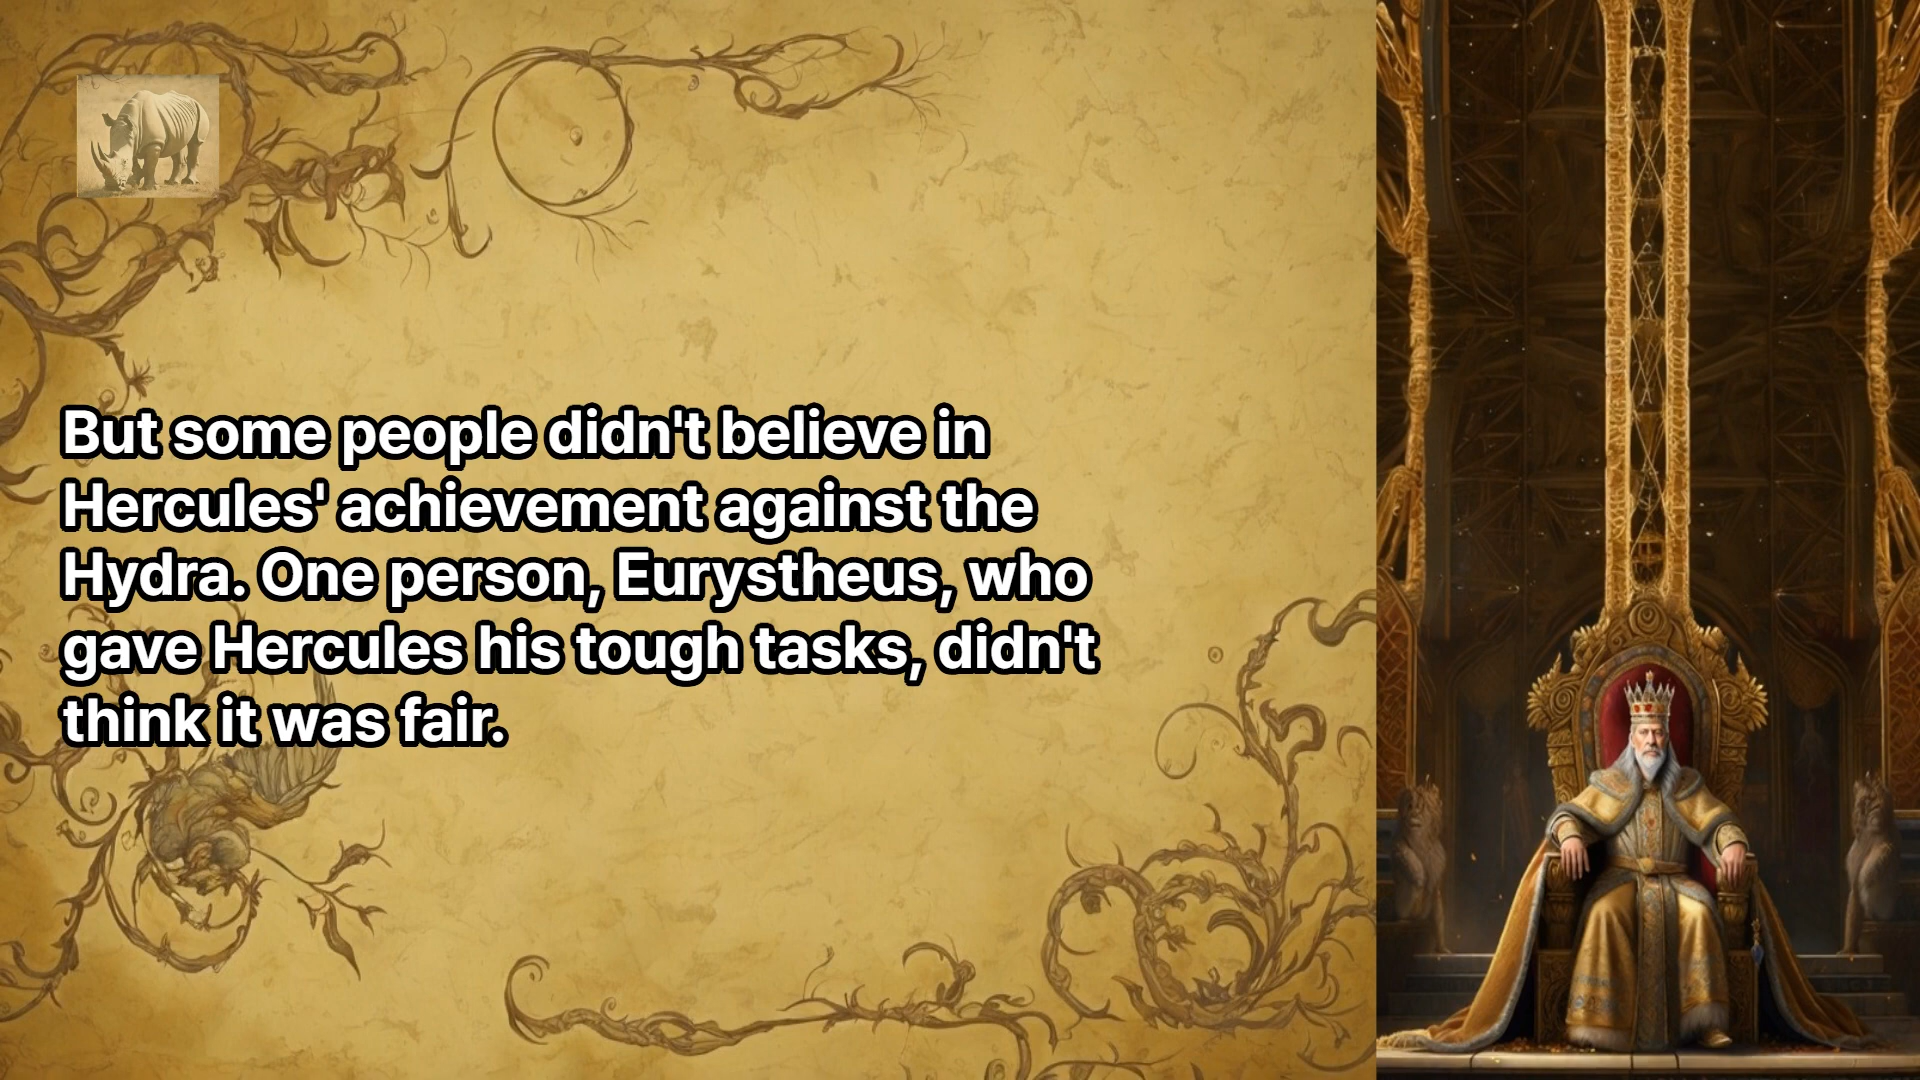 But some people didn't believe in
Hercules' achievement against the
Hydra. One person, Eurystheus, who
gave Hercules his tough tasks, didn't
think it was fair.